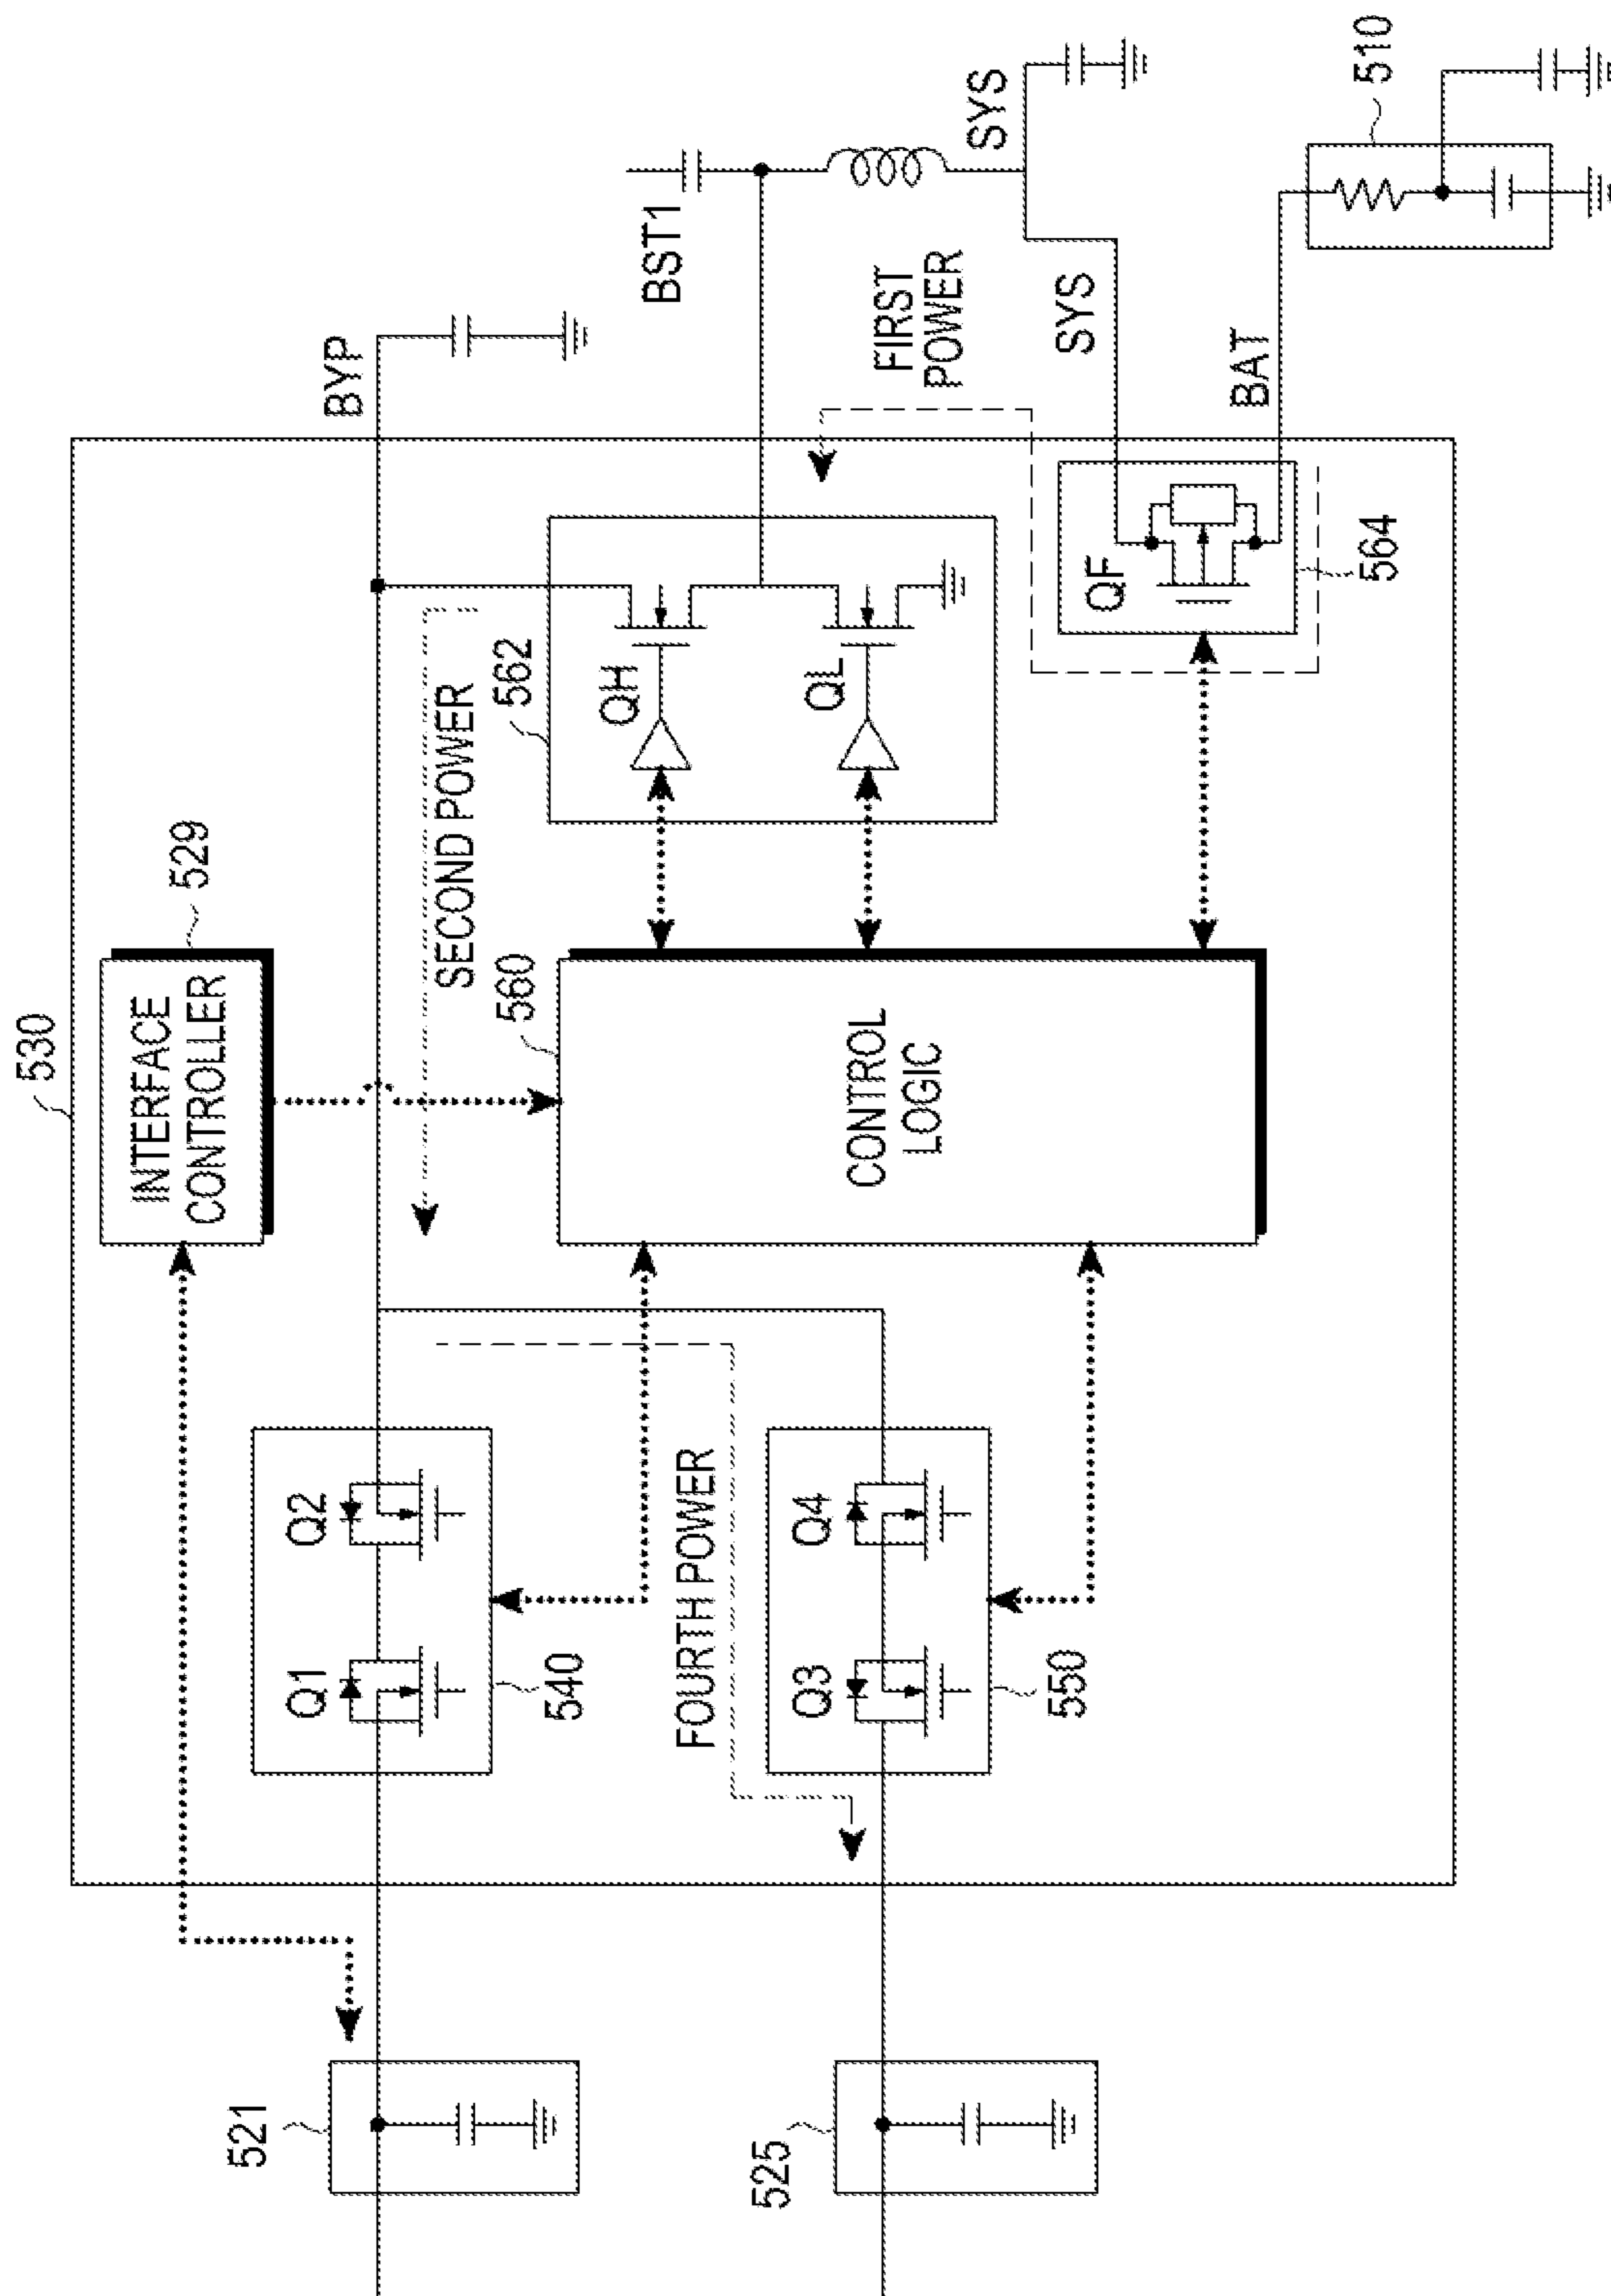 530
INTERFACE
CONTROLLER
529
BYP
BST1
SYS
510
521
Q1
Q2
540
SECOND POWER
562
QH
QL
FIRST
POWER
SYS
BAT
560
CONTROL
LOGIC
QF
564
FOURTH POWER
525
Q3
Q4
550